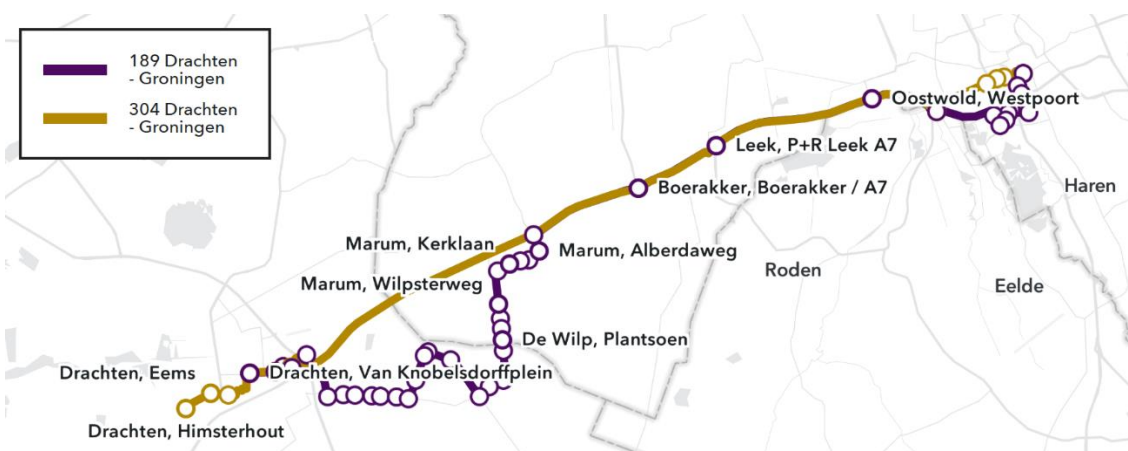 189 Drachten
- Groningen
304 Drachten
- Groningen
Oostwold, Westpoort
Leek, P+R Leek A7
Boerakker, Boerakker / A7
Haren
Marum, Kerklaan
Marum, Alberdaweg
Roden
Marum, Wilpsterweg
Eelde
De Wilp, Plantsoen
Drachten, Eems
Drachten, Van Knobelsdorffplein
Drachten, Himsterhout